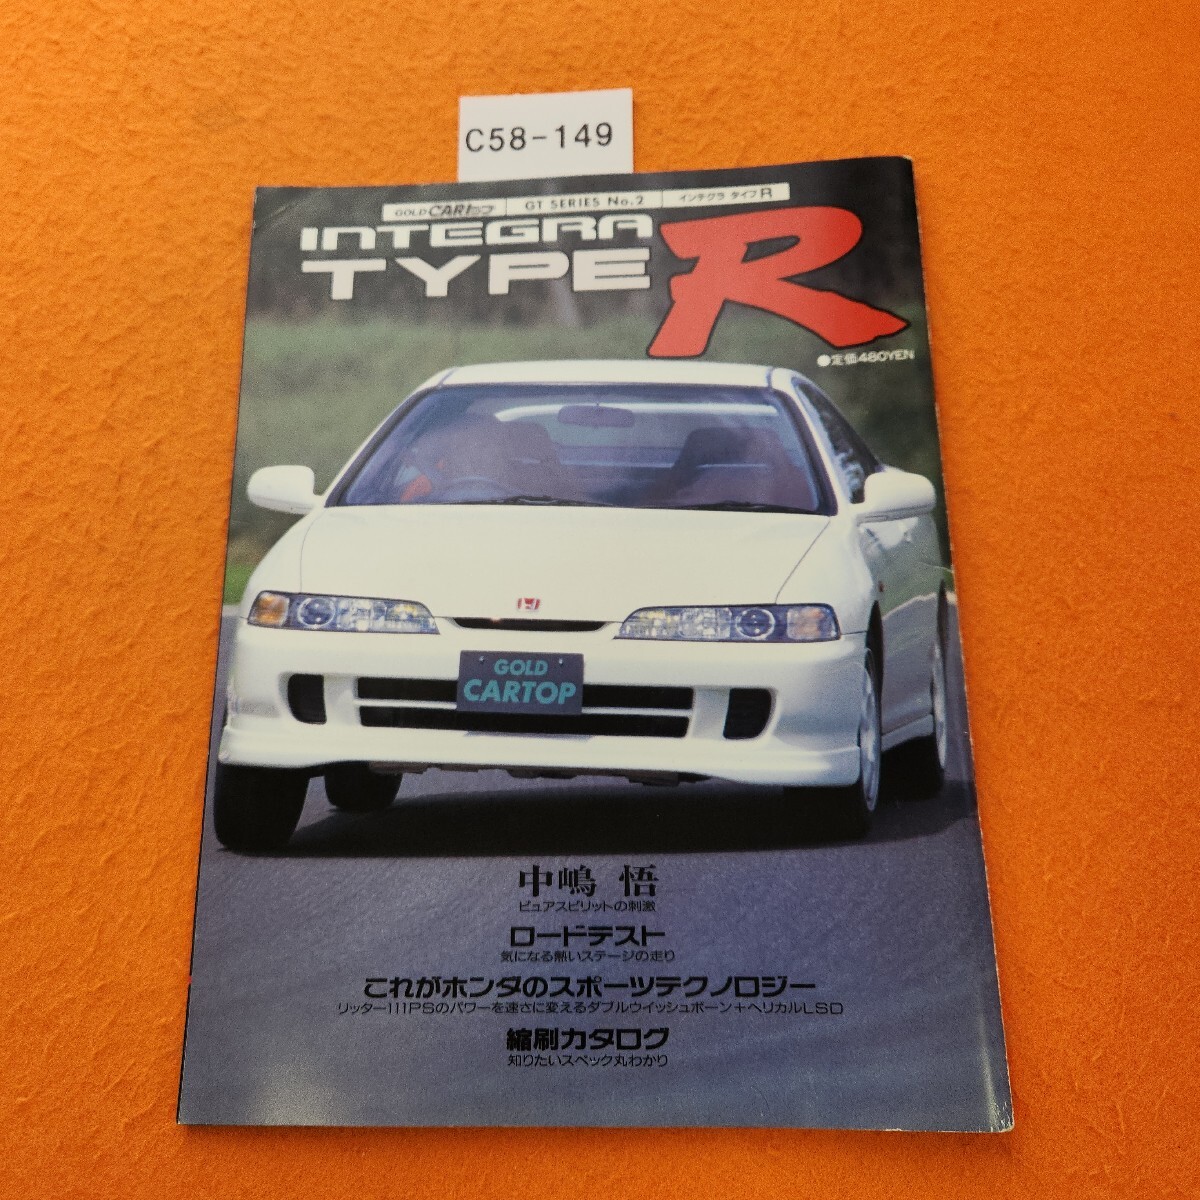 C58-149
GOLD CARトップ GT SERIES No.2 インテグラ タイプR
INTEGRA
TYPE R
●定価480YEN
GOLD
CARTOP
中嶋 悟
ピュアスピリットの刺激
ロードテスト
気になる熱いステージの走り
これがホンダのスポーツテクノロジー
リッター111PSのパワーを速さに変えるダブルウイッシュボーン+ヘリカルLSD
縮刷カタログ
知りたいスペック丸わかり